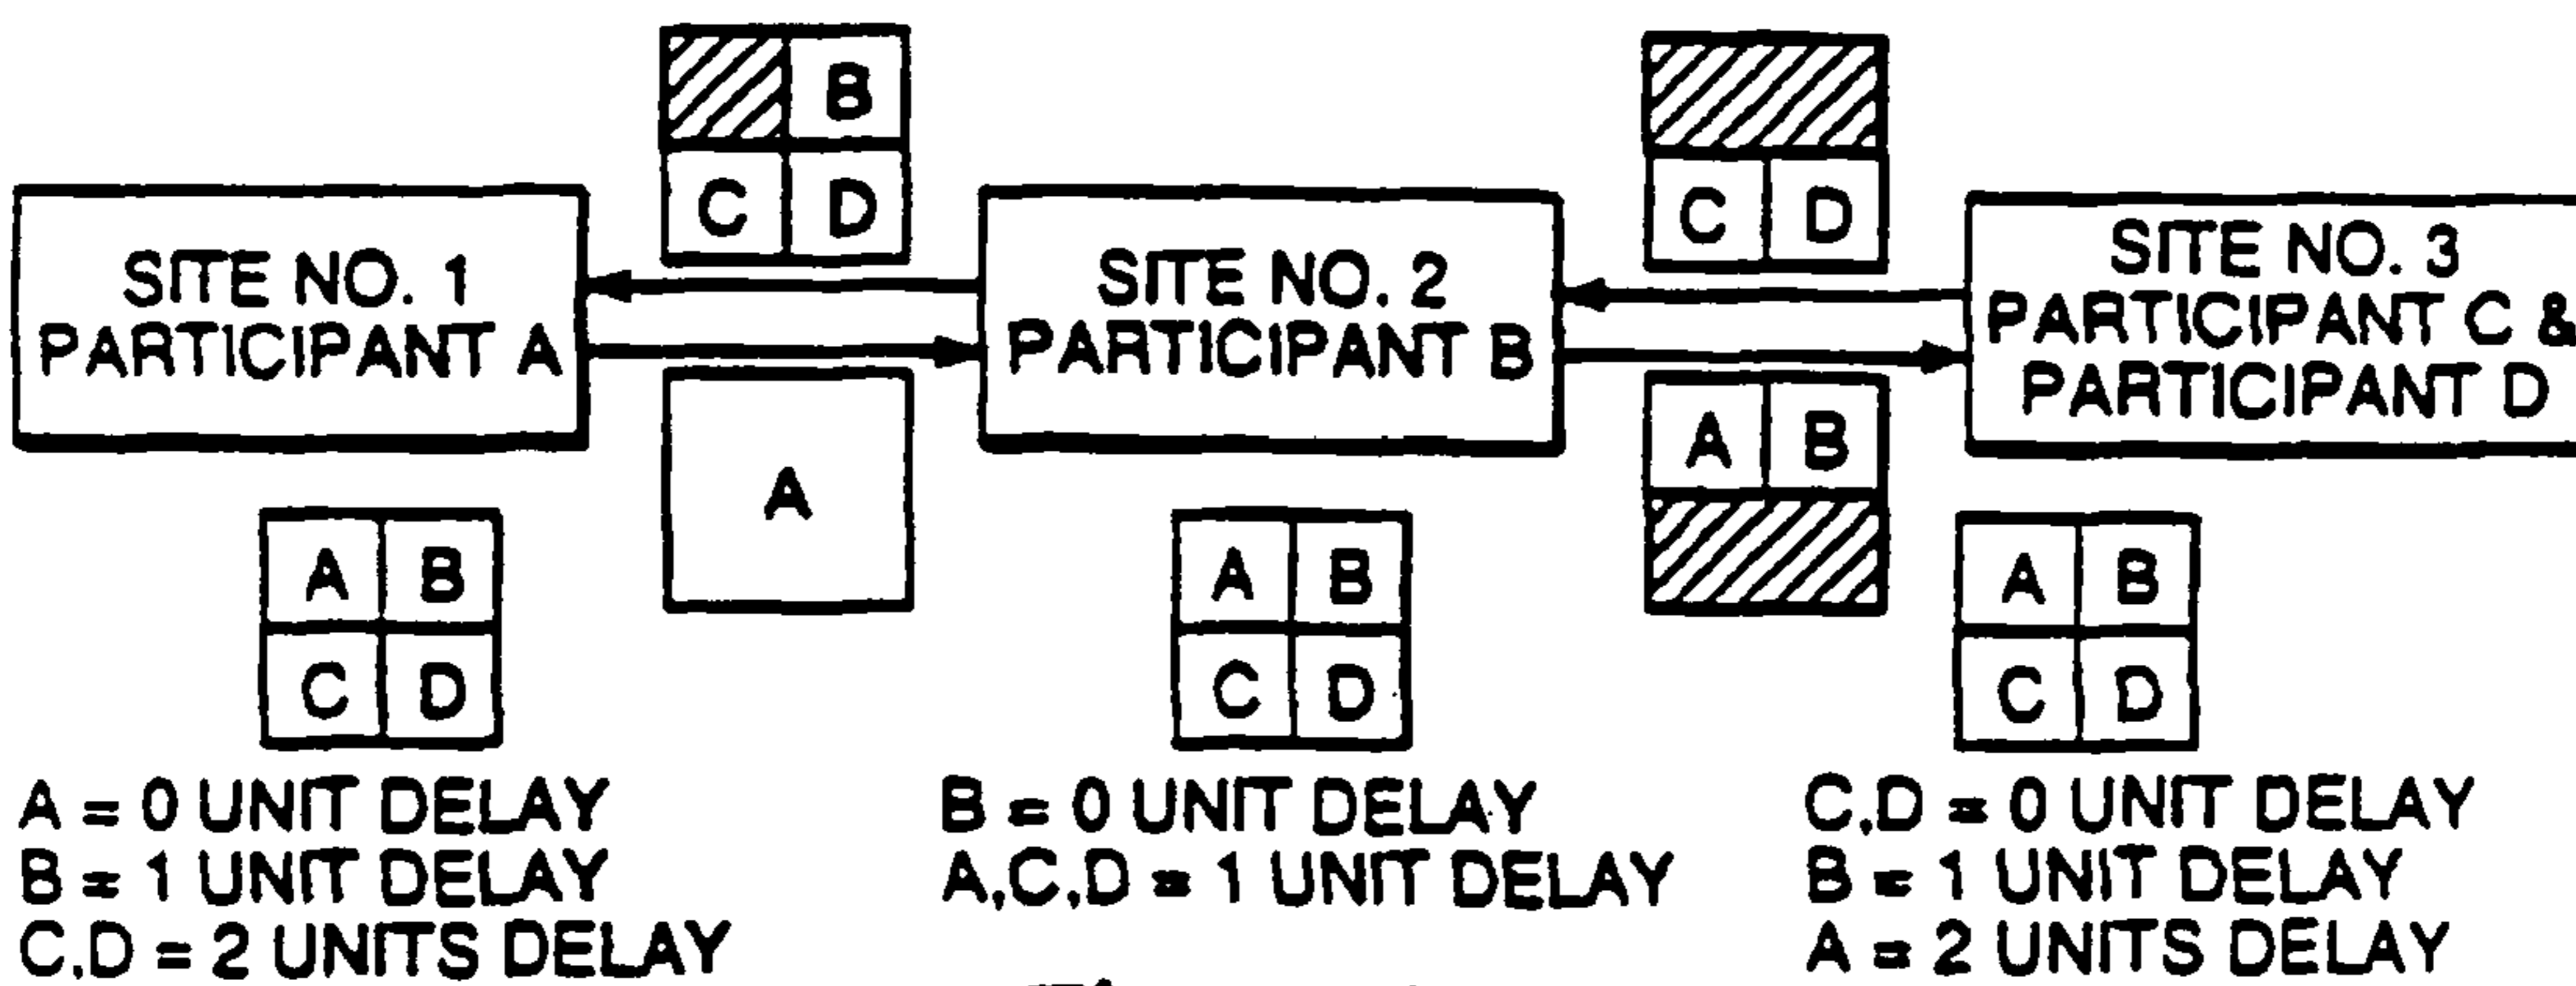 B
C D
C D
SITE NO. 1
PARTICIPANT A
SITE NO. 2
PARTICIPANT B
SITE NO. 3
PARTICIPANT C &
PARTICIPANT D
A
A B
A B
C D
A B
C D
A B
C D
A = 0 UNIT DELAY
B = 1 UNIT DELAY
C,D = 2 UNITS DELAY
B = 0 UNIT DELAY
A,C,D = 1 UNIT DELAY
C,D = 0 UNIT DELAY
B = 1 UNIT DELAY
A = 2 UNITS DELAY